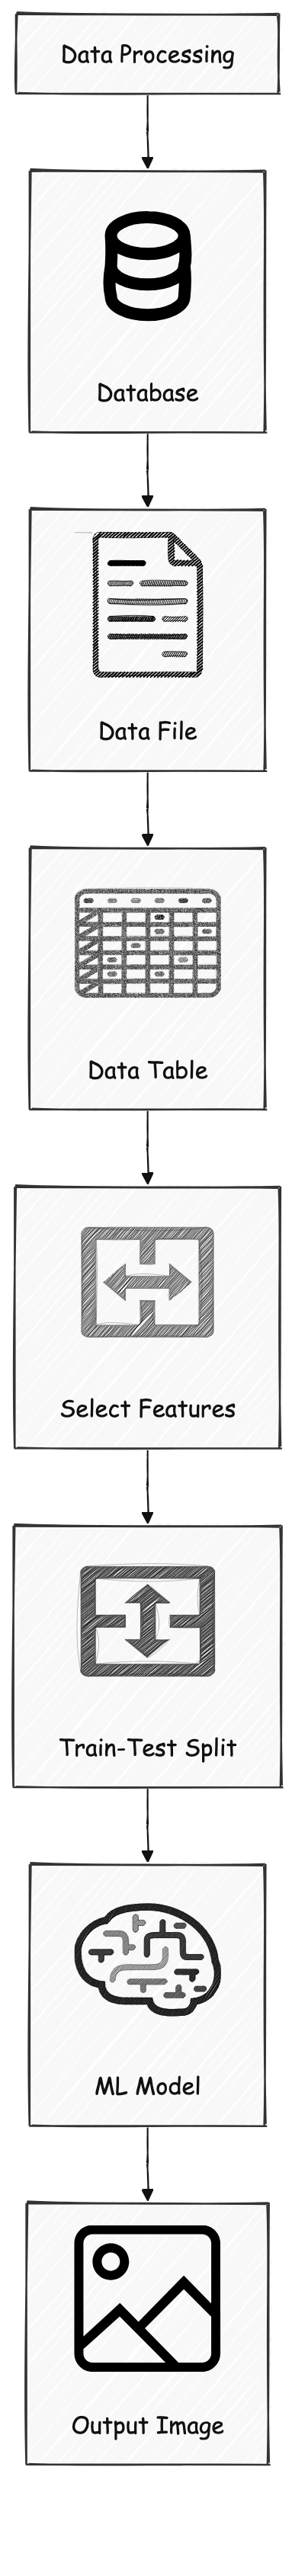 Data Processing
Database
Data File
Data Table
Select Features
Train-Test Split
ML Model
Output Image